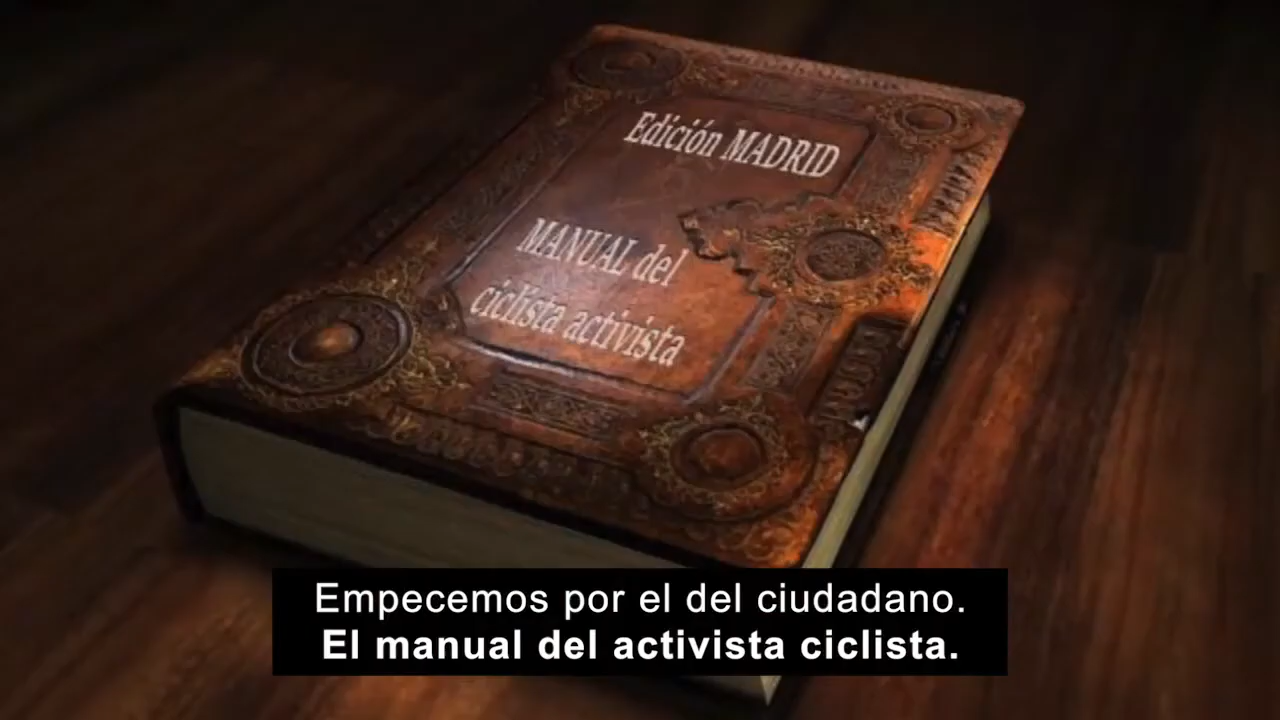 Edición MADRID
MANUAL del
ciclista activista
Empecemos por el del ciudadano.
El manual del activista ciclista.